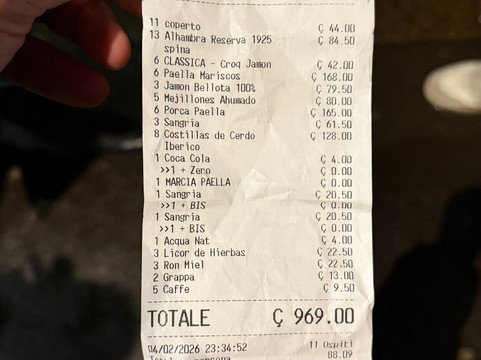 11 coperto Ç 44.00
13 Alhambra Reserva 1925 Ç 84.50
spina
6 CLASSICA - Croq Jamon Ç 42.00
6 Paella Mariscos Ç 168.00
3 Jamon Bellota 100% Ç 79.50
5 Mejillones Ahumado Ç 80.00
6 Porca Paella Ç 165.00
3 Sangria Ç 61.50
8 Costillas de Cerdo Ç 128.00
Iberico
1 Coca Cola Ç 4.00
>>1 + Zero Ç 0.00
1 MARCIA PAELLA Ç 0.00
1 Sangria Ç 20.50
>>1 + BIS Ç 0.00
1 Sangria Ç 20.50
>>1 + BIS Ç 0.00
1 Acqua Nat Ç 4.00
3 Licor de Hierbas Ç 22.50
3 Ron Miel Ç 22.50
2 Grappa Ç 13.00
5 Caffe Ç 9.50
TOTALE Ç 969.00
04/02/2026 23:34:52 11 Ospiti
88.09